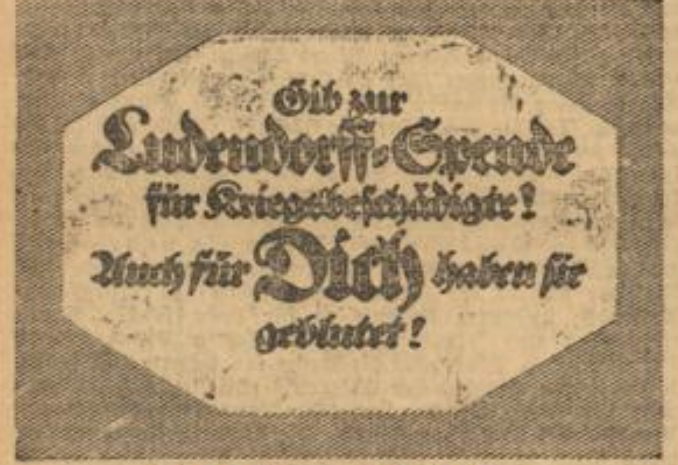 Gib zur
Ludendorff-Spende
für Kriegsbeschädigte!
Auch für Dich haben sie
geblutet!